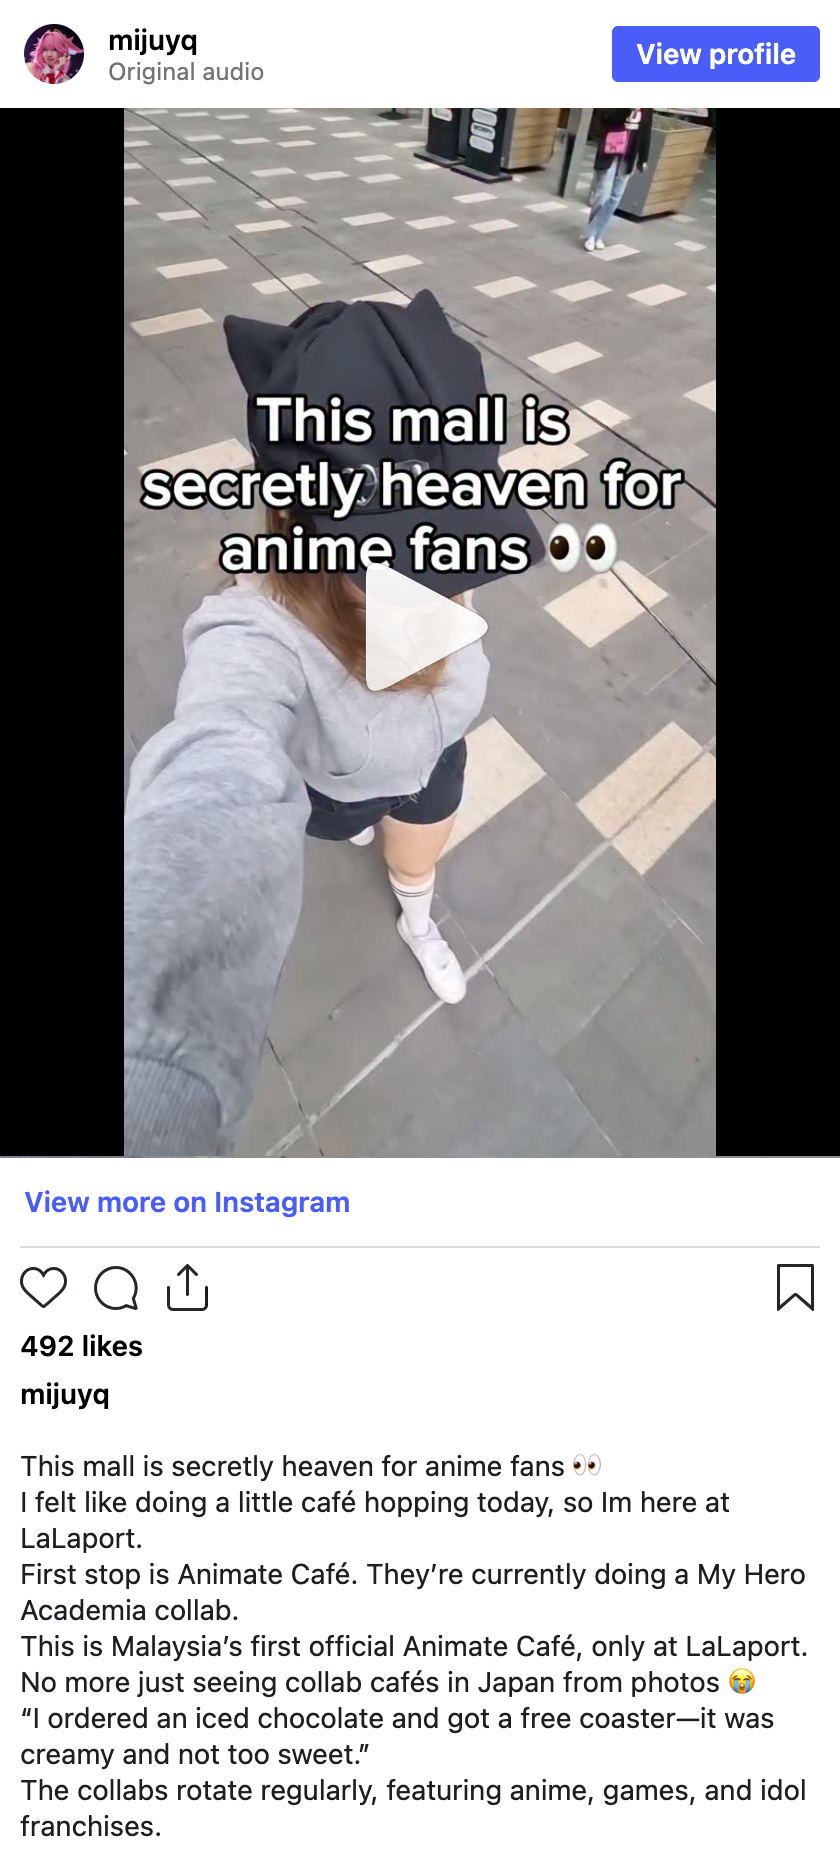 mijuyq
Original audio
View profile
This mall is
secretly heaven for
anime fans 👀
View more on Instagram
492 likes
mijuyq
This mall is secretly heaven for anime fans 👀
I felt like doing a little café hopping today, so Im here at
LaLaport.
First stop is Animate Café. They’re currently doing a My Hero
Academia collab.
This is Malaysia’s first official Animate Café, only at LaLaport.
No more just seeing collab cafés in Japan from photos 😭
“I ordered an iced chocolate and got a free coaster—it was
creamy and not too sweet.”
The collabs rotate regularly, featuring anime, games, and idol
franchises.